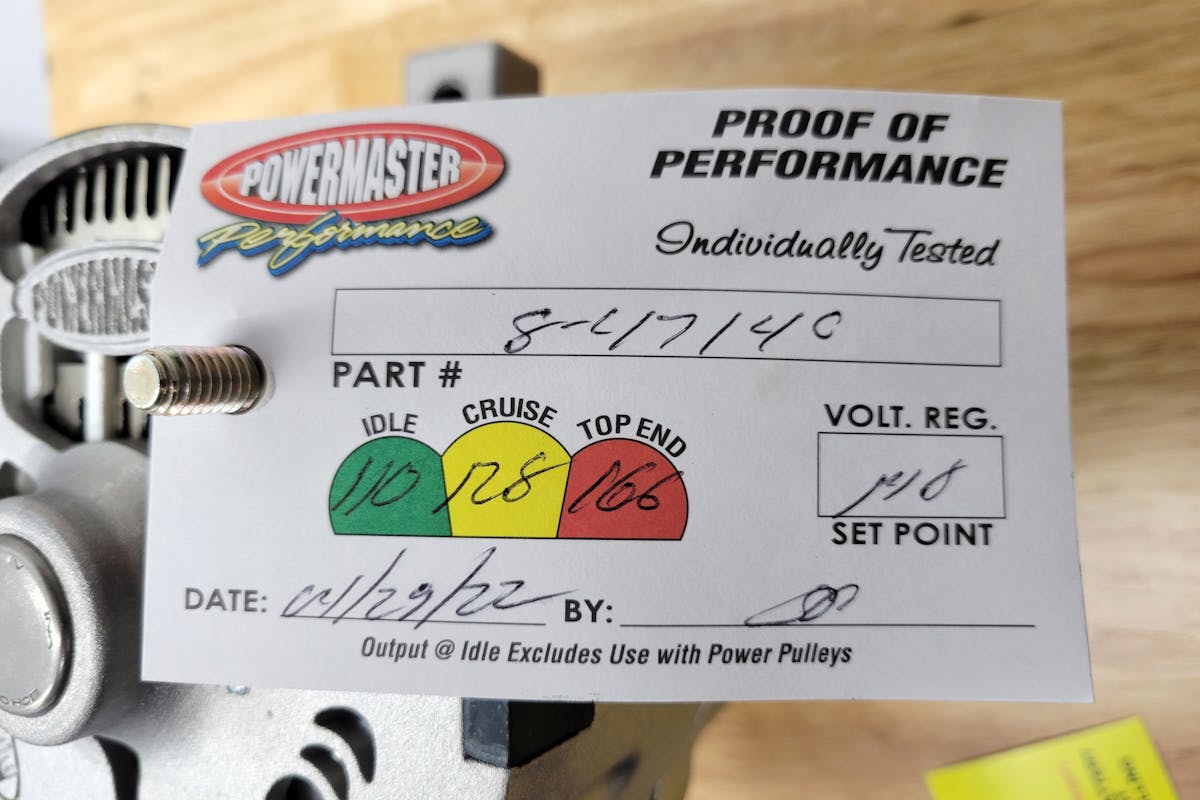 POWERMASTER
Performance
PROOF OF
PERFORMANCE
Individually Tested
8-47140
PART #
IDLE CRUISE TOP END
110 128 166
VOLT. REG.
14.8
SET POINT
DATE: 04/29/22 BY:
Output @ Idle Excludes Use with Power Pulleys